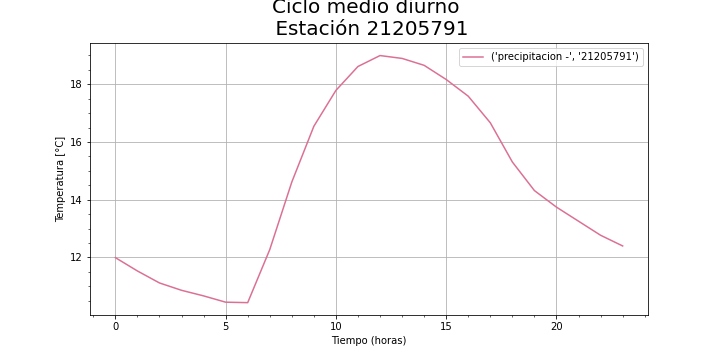 Ciclo medio diurno
Estación 21205791
('precipitacion -', '21205791')
Temperatura [°C]
18
16
14
12
0 5 10 15 20
Tiempo (horas)